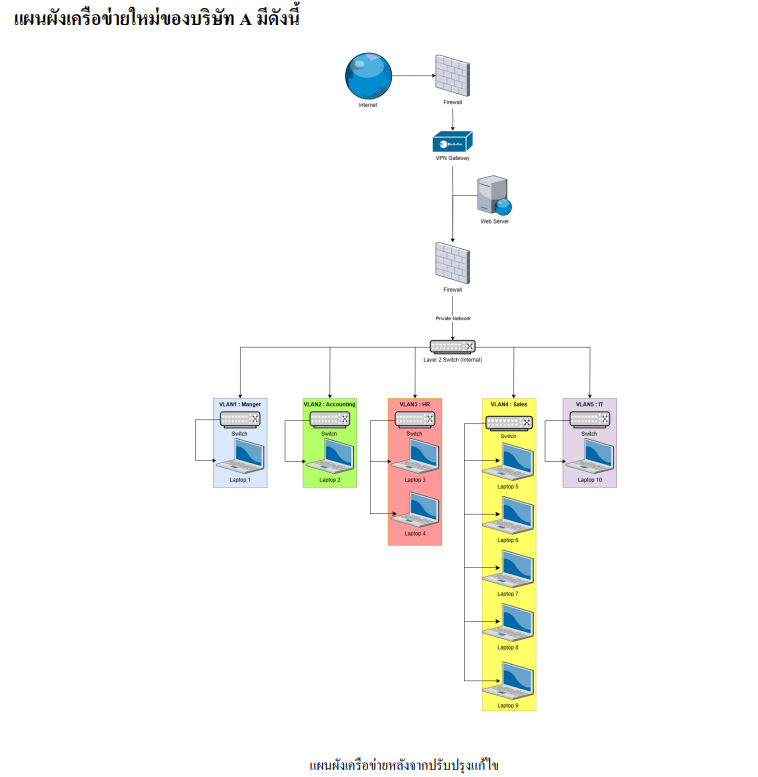 แผนผังเครือข่ายใหม่ของบริษัท A มีดังนี้
Internet
Firewall
VPN Gateway
Web Server
Firewall
Private Network
Layer 2 Switch (Internal)
VLAN1 : Manger
VLAN2 : Accounting
VLAN3 : HR
VLAN4 : Sales
VLAN5 : IT
Switch
Switch
Switch
Switch
Switch
Laptop 1
Laptop 2
Laptop 3
Laptop 5
Laptop 10
Laptop 4
Laptop 6
Laptop 7
Laptop 8
Laptop 9
แผนผังเครือข่ายหลังจากปรับปรุงแก้ไข